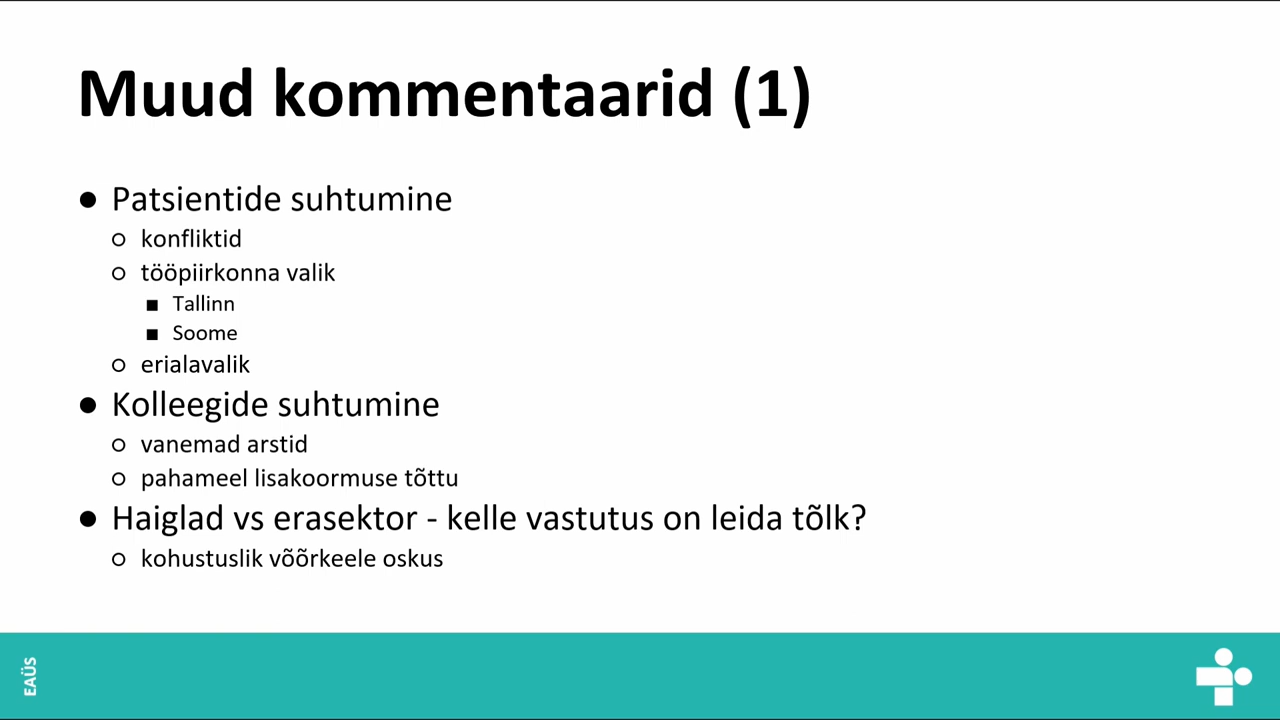 Muud kommentaarid (1)
● Patsientide suhtumine
○ konfliktid
○ tööpiirkonna valik
■ Tallinn
■ Soome
○ erialavalik
● Kolleegide suhtumine
○ vanemad arstid
○ pahameel lisakoormuse tõttu
● Haiglad vs erasektor - kelle vastutus on leida tõlk?
○ kohustuslik võõrkeele oskus
EAÜS